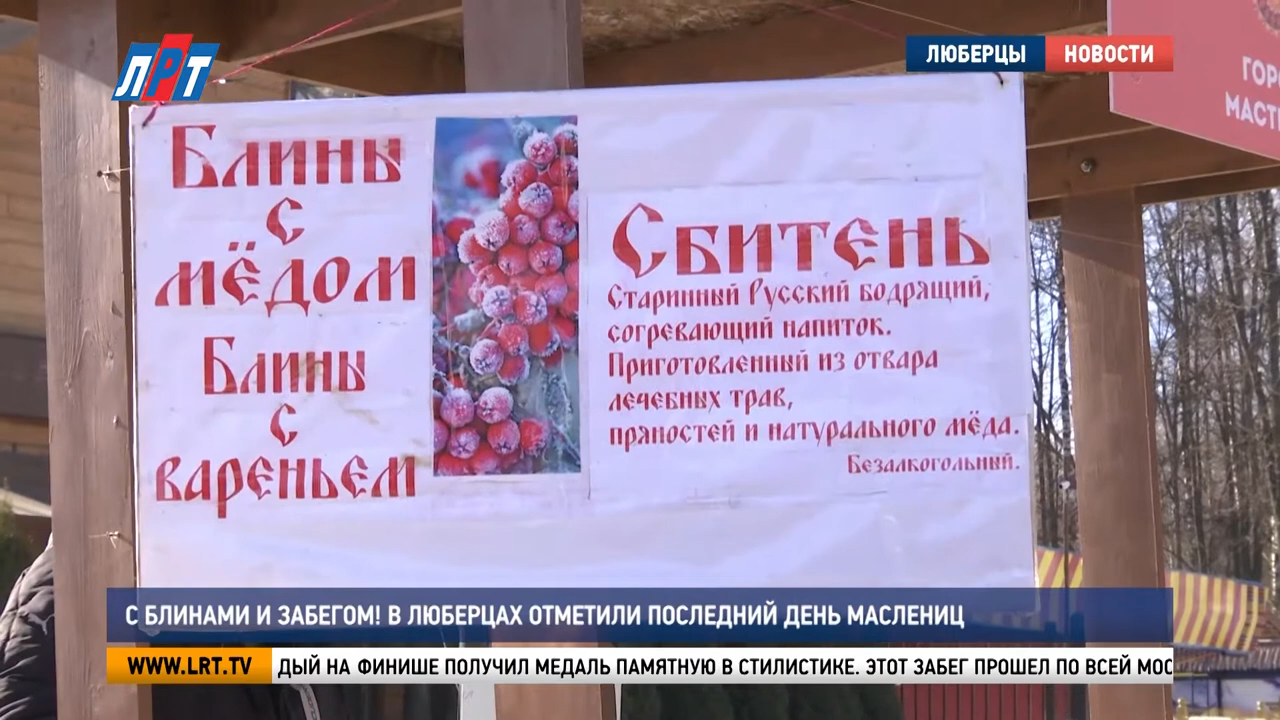 ЛРТ
ЛЮБЕРЦЫ НОВОСТИ
Блины
с
мёдом
Блины
с
вареньем
Сбитень
Старинный Русский бодрящий,
согревающий напиток.
Приготовленный из отвара
лечебных трав,
пряностей и натурального мёда.
Безалкогольный.
С БЛИНАМИ И ЗАБЕГОМ! В ЛЮБЕРЦАХ ОТМЕТИЛИ ПОСЛЕДНИЙ ДЕНЬ МАСЛЕНИЦ
WWW.LRT.TV
ДЫЙ НА ФИНИШЕ ПОЛУЧИЛ МЕДАЛЬ ПАМЯТНУЮ В СТИЛИСТИКЕ. ЭТОТ ЗАБЕГ ПРОШЕЛ ПО ВСЕЙ МОС